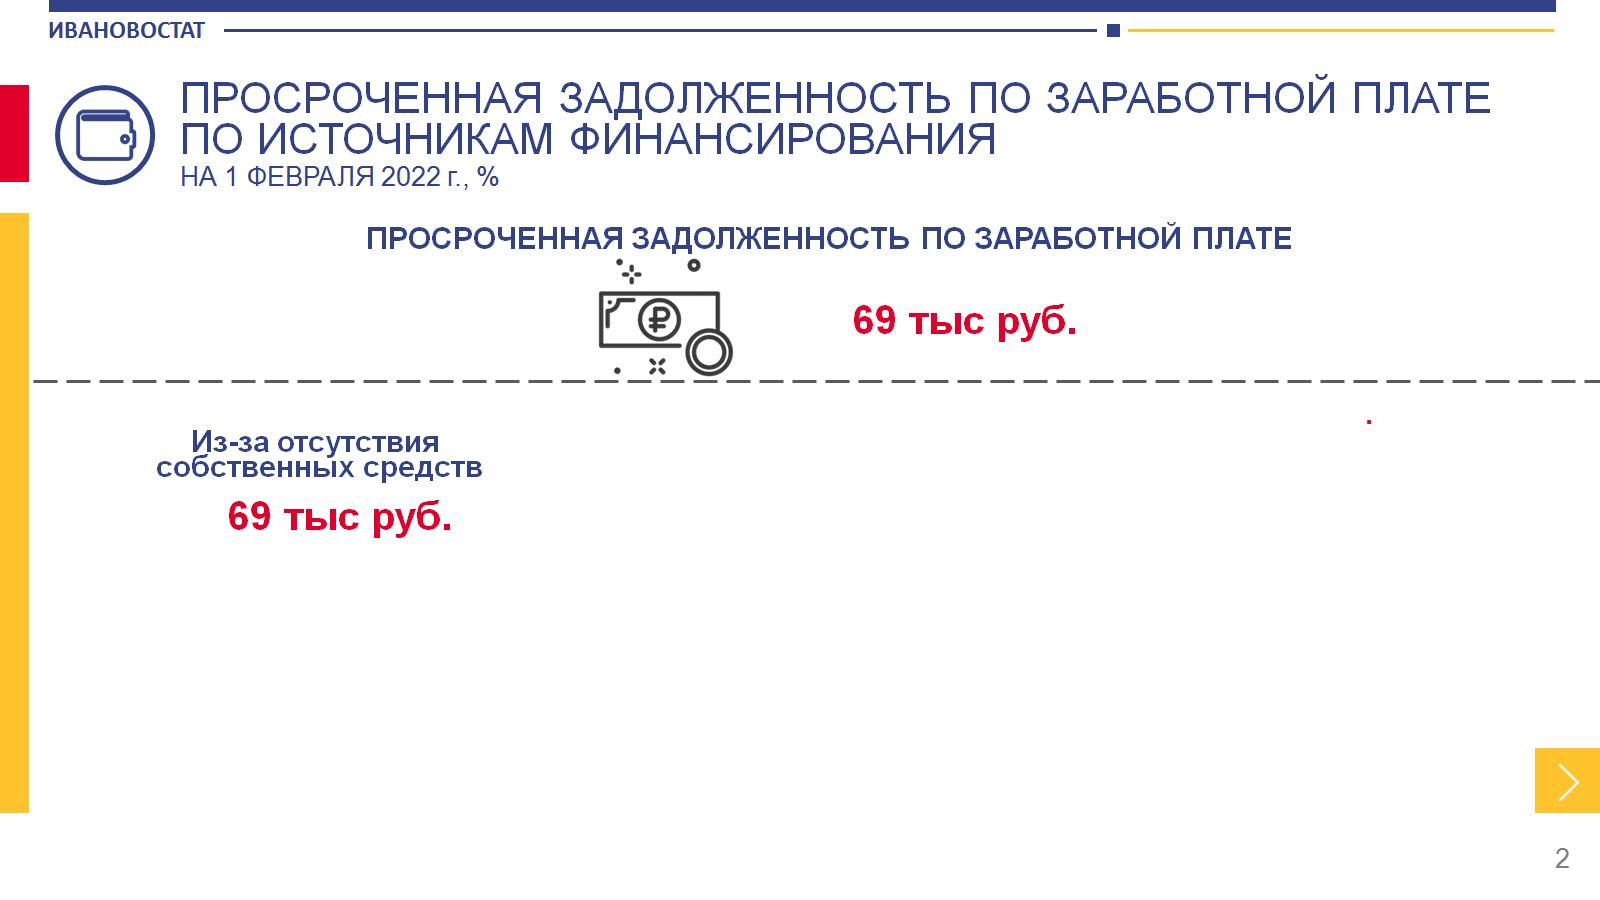 ИВАНОВОСТАТ
ПРОСРОЧЕННАЯ ЗАДОЛЖЕННОСТЬ ПО ЗАРАБОТНОЙ ПЛАТЕ
ПО ИСТОЧНИКАМ ФИНАНСИРОВАНИЯ
НА 1 ФЕВРАЛЯ 2022 г., %
ПРОСРОЧЕННАЯ ЗАДОЛЖЕННОСТЬ ПО ЗАРАБОТНОЙ ПЛАТЕ
69 тыс руб.
.
Из-за отсутствия
собственных средств
69 тыс руб.
2